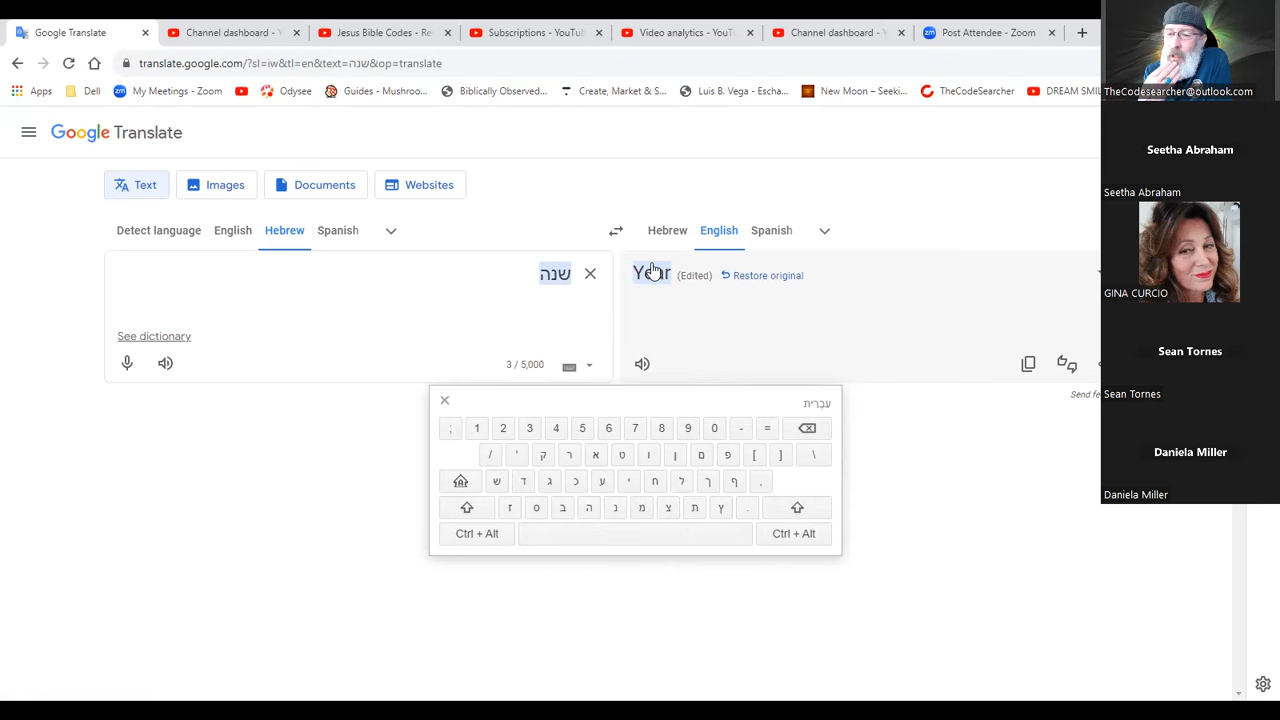 Google Translate
Channel dashboard - Y
Jesus Bible Codes - Re
Subscriptions - YouTu
Video analytics - YouT
Channel dashboard - Y
Post Attendee - Zoom
translate.google.com/?sl=iw&tl=en&text=שנה&op=translate
TheCodesearcher@outlook.com
Apps
Dell
My Meetings - Zoom
Odysee
Guides - Mushroo...
Biblically Observed...
Create, Market & S...
Luis B. Vega - Escha...
New Moon – Seeki...
TheCodeSearcher
DREAM SMIL
Google Translate
Seetha Abraham
Text
Images
Documents
Websites
Seetha Abraham
Detect language
English
Hebrew
Spanish
Hebrew
English
Spanish
שנה
Year
(Edited)
Restore original
GINA CURCIO
See dictionary
3 / 5,000
Sean Tornes
Send fe
Sean Tornes
עִבְרִית
; 1 2 3 4 5 6 7 8 9 0 - =
/ ' ק ר א ט ו ן ם פ [ ] \
ש ד ג כ ע י ח ל ך ף ,
ז ס ב ה נ מ צ ת ץ .
Ctrl + Alt
Ctrl + Alt
Daniela Miller
Daniela Miller